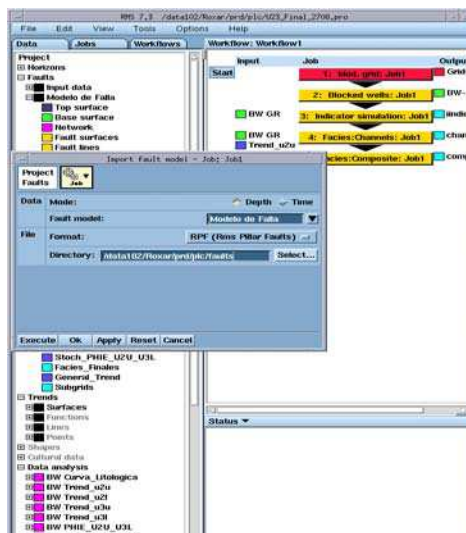 RMS 7.3 /data102/Roxar/prd/plc/U23_Final_2700.pro
File Edit View Tools Options Help
Data Jobs Workflows
Workflow: Workflow1
Project
Horizons
Faults
Input data
Modelo de Falla
Top surface
Base surface
Network
Fault surfaces
Fault lines
Input Job Output
Start
1: Mod. grid: Job1 Grid
2: Blocked wells: Job1 BW-
BW GR 3: Indicator simulation: Job1
BW GR 4: Facies:Channels: Job1
Trend_u2u
Facies:Composite: Job1
Import Fault model - Job: Job1
Project Faults
Job
Data Mode: Depth Time
Fault model: Modelo de Falla
File Format: RPF (Rms Pillar Faults)
Directory: /data102/Roxar/prd/plc/faults Select...
Execute Ok Apply Reset Cancel
Stoch_PHIE_U2U_U3L
Facies_Finales
General_Trend
Subgrids
Trends
Surfaces
Functions
Lines
Points
Shapes
Cultural data
Data analysis
BW Curva_Litologica
BW Trend_u2u
BW Trend_u2l
BW Trend_u3u
BW Trend_u3l
BW PHIE_U2U_U3L
Status